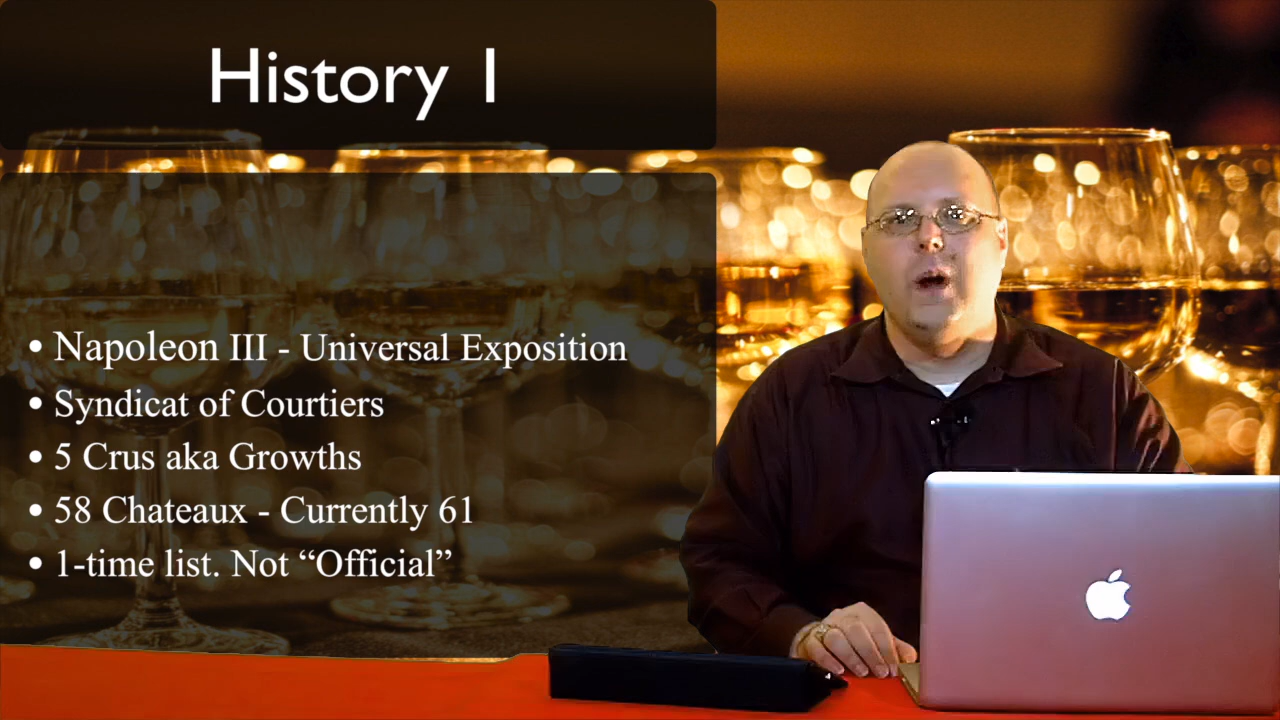 History 1
• Napoleon III - Universal Exposition
• Syndicat of Courtiers
• 5 Crus aka Growths
• 58 Chateaux - Currently 61
• 1-time list. Not “Official”